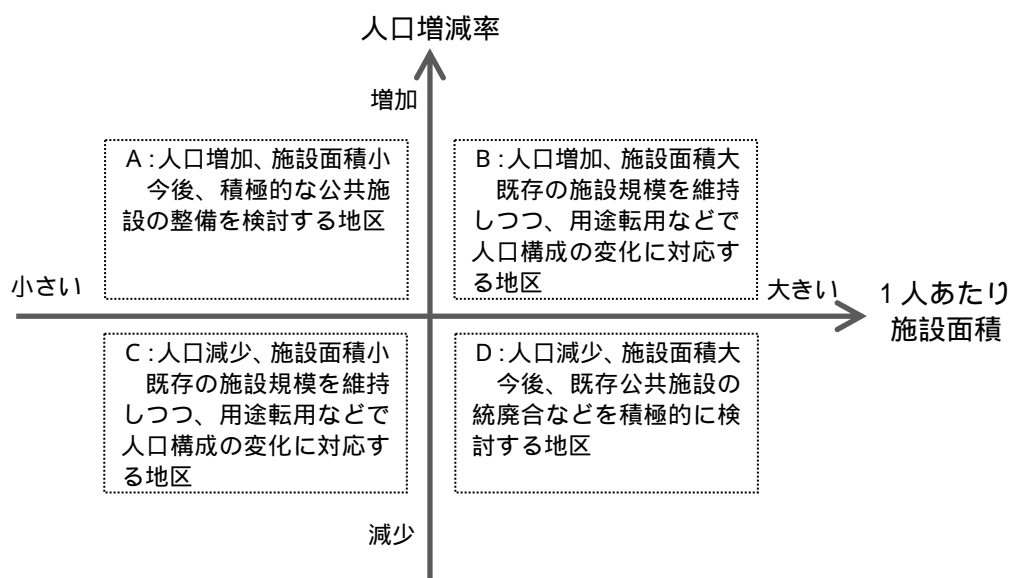 人口増減率
増加
A:人口増加、施設面積小
今後、積極的な公共施
設の整備を検討する地区
B:人口増加、施設面積大
既存の施設規模を維持
しつつ、用途転用などで
人口構成の変化に対応す
る地区
小さい
大きい
1人あたり
施設面積
C:人口減少、施設面積小
既存の施設規模を維持
しつつ、用途転用などで
人口構成の変化に対応す
る地区
D:人口減少、施設面積大
今後、既存公共施設の
統廃合などを積極的に検
討する地区
減少